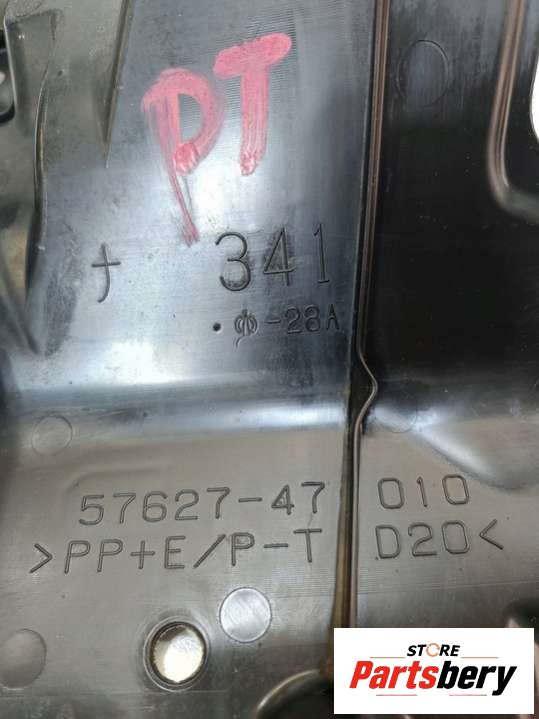 PT
341
-28A
57627-47 010
>PP+E/P-T D20<
STORE
Partsbery